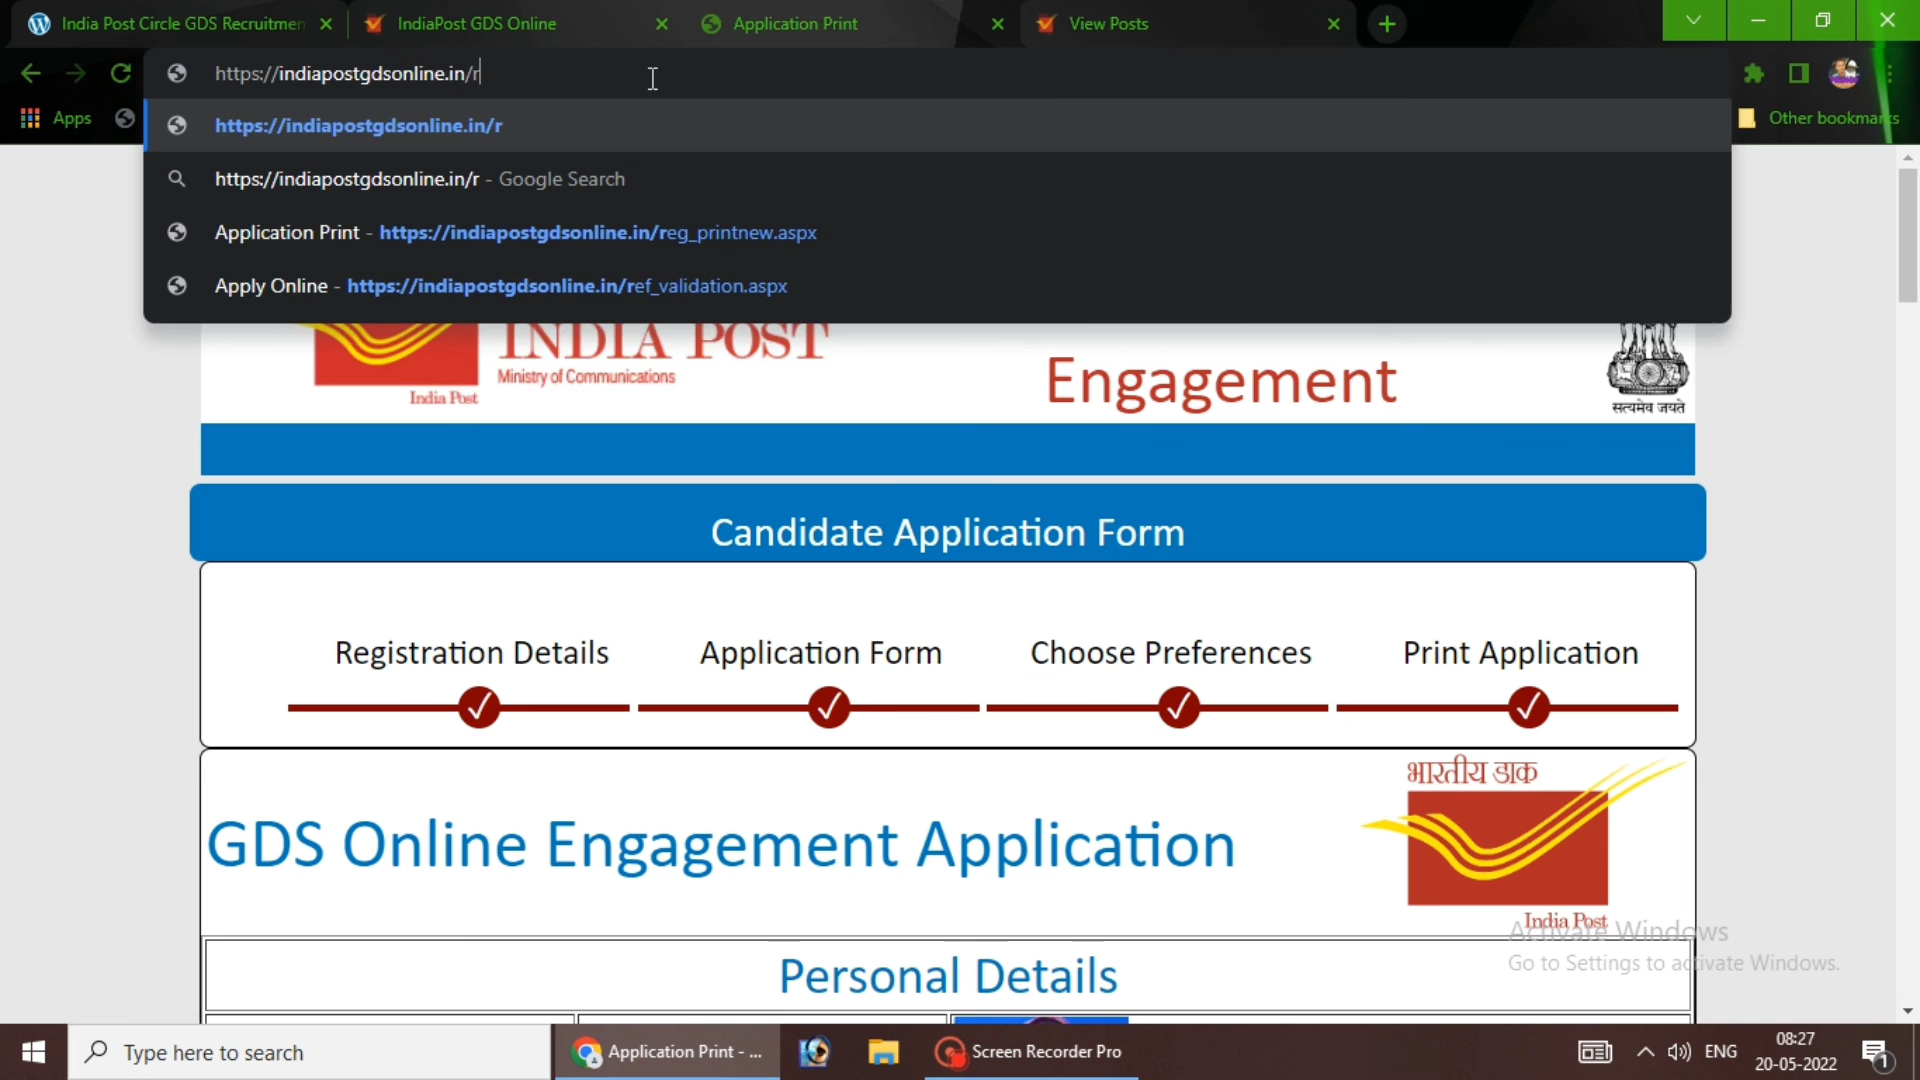 India Post Circle GDS Recruitmen
IndiaPost GDS Online
Application Print
View Posts
https://indiapostgdsonline.in/r
Apps
Other bookmarks
https://indiapostgdsonline.in/r
https://indiapostgdsonline.in/r - Google Search
Application Print - https://indiapostgdsonline.in/reg_printnew.aspx
Apply Online - https://indiapostgdsonline.in/ref_validation.aspx
INDIA POST
Ministry of Communications
India Post
Engagement
सत्यमेव जयते
Candidate Application Form
Registration Details
Application Form
Choose Preferences
Print Application
भारतीय डाक
GDS Online Engagement Application
India Post
Activate Windows
Go to Settings to activate Windows.
Personal Details
Type here to search
Application Print - ...
Screen Recorder Pro
ENG
08:27
20-05-2022
1